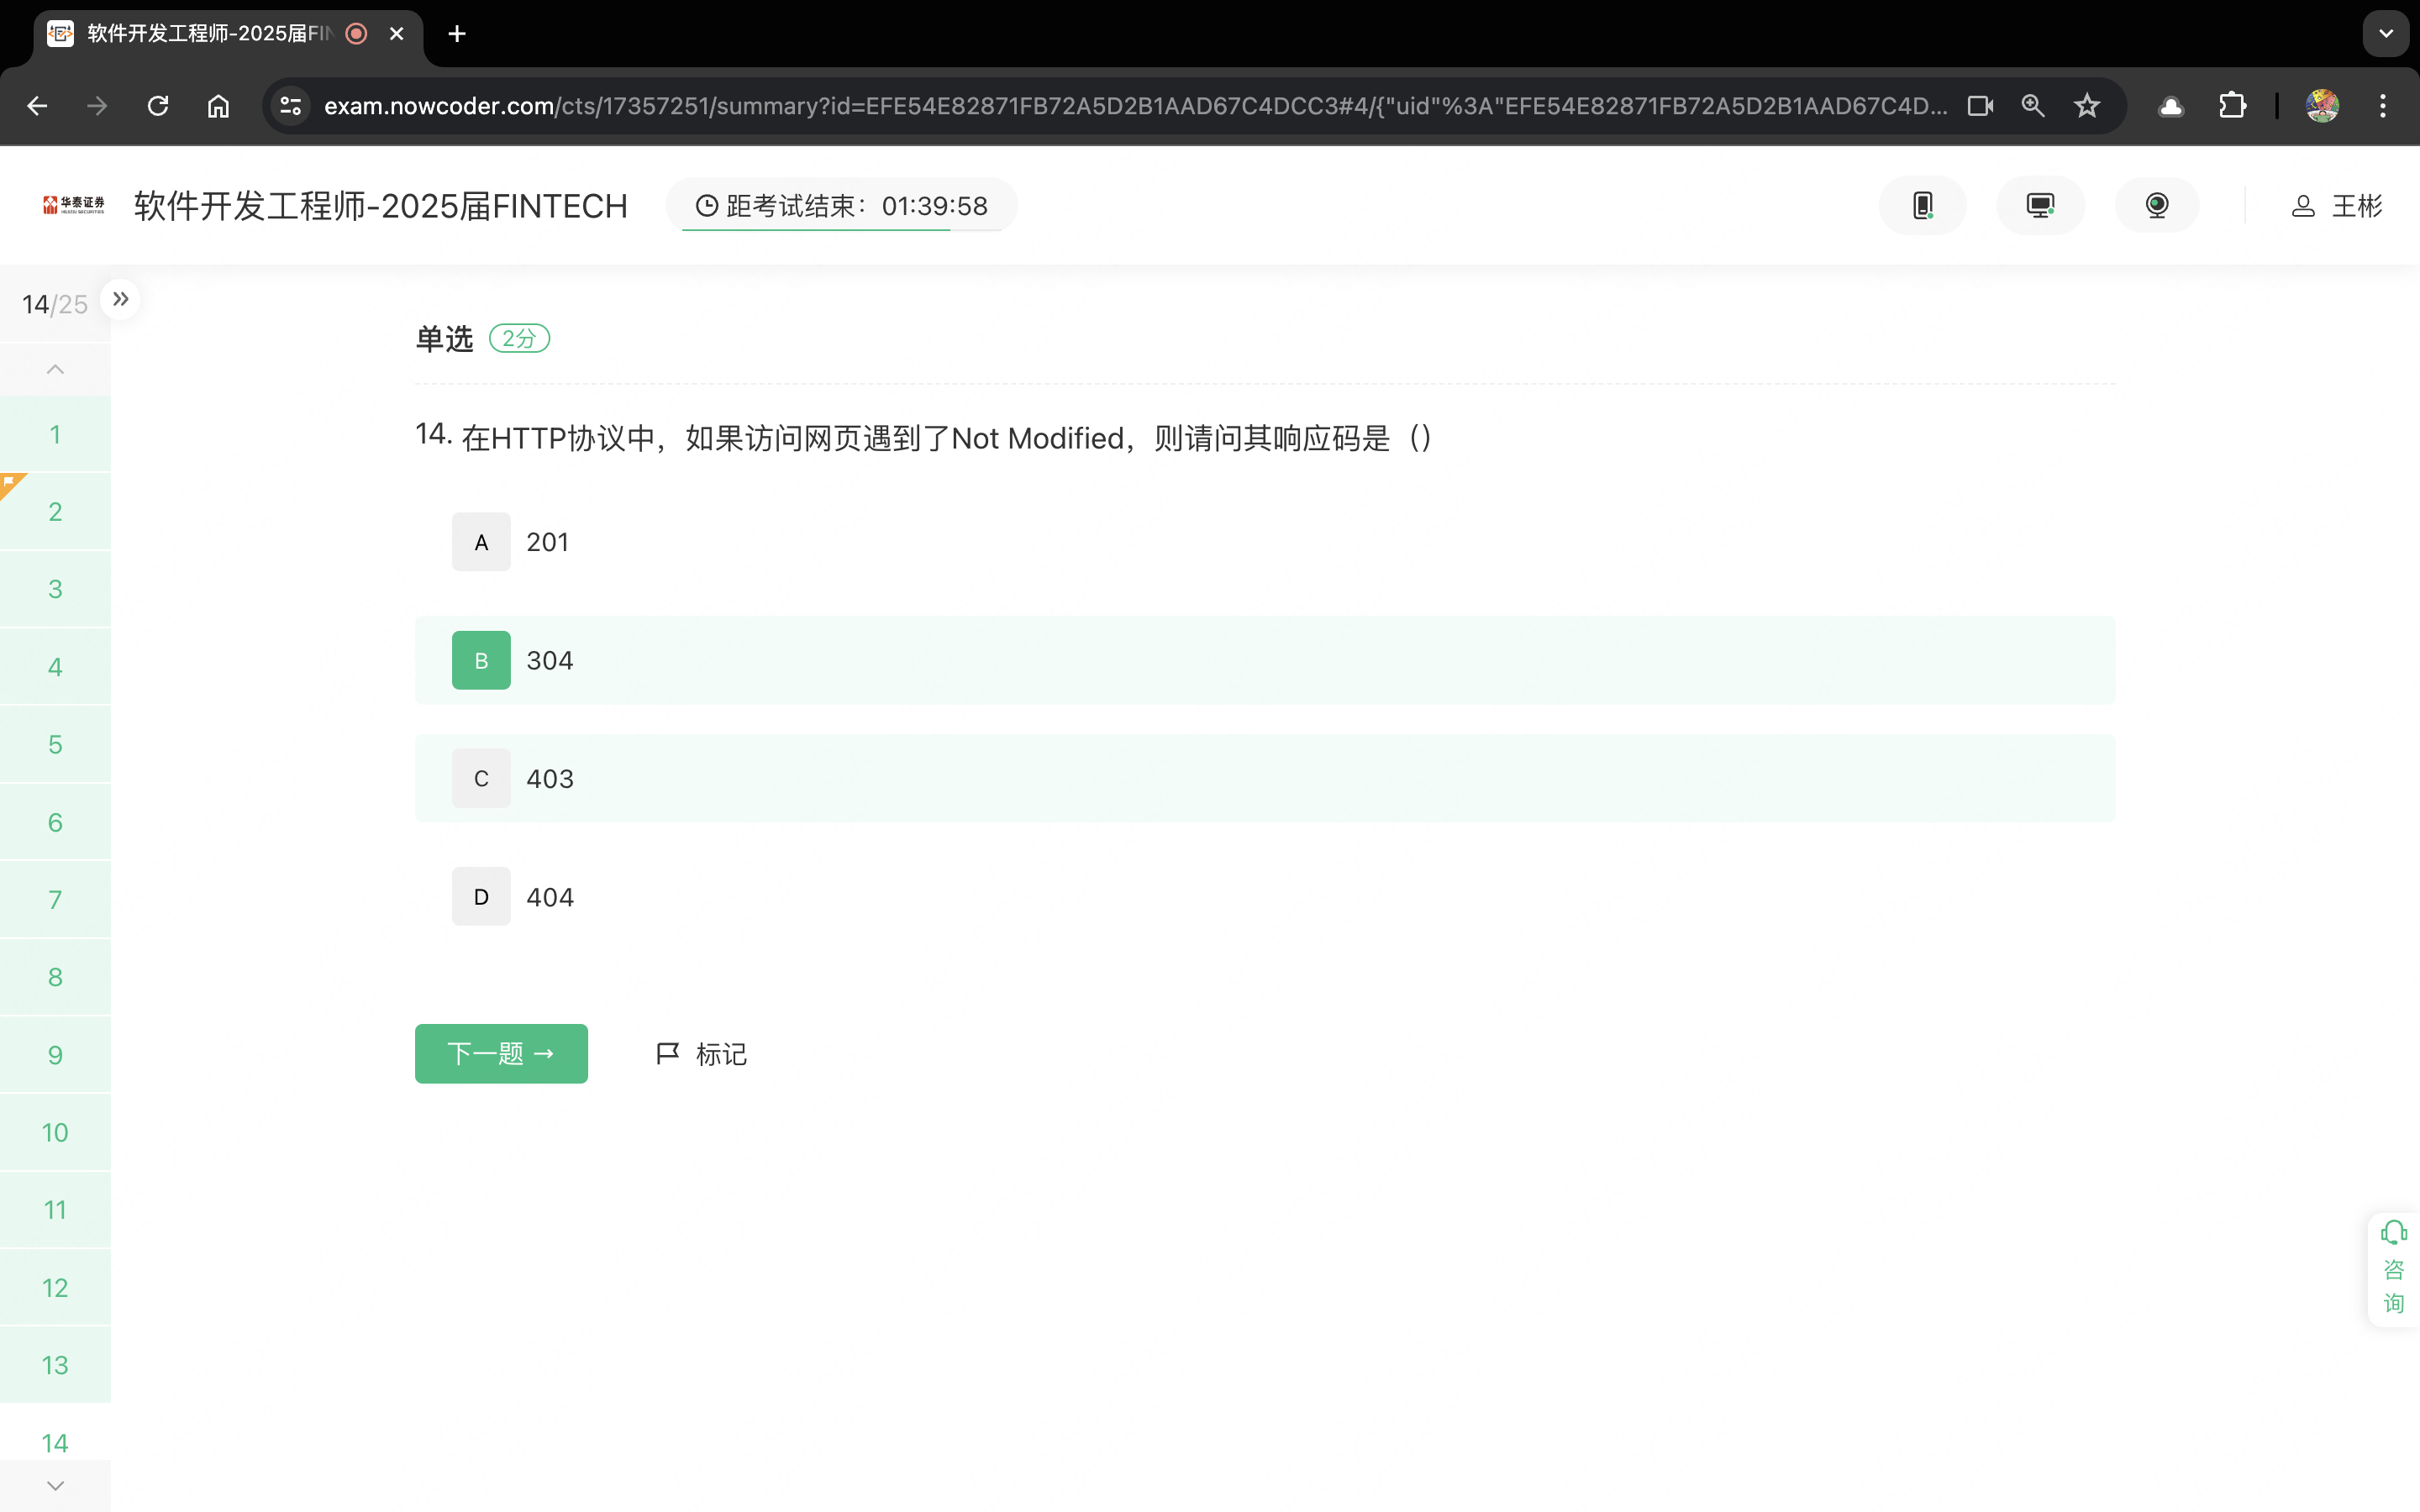 软件开发工程师-2025届FIN
exam.nowcoder.com/cts/17357251/summary?id=EFE54E82871FB72A5D2B1AAD67C4DCC3#4/{"uid"%3A"EFE54E82871FB72A5D2B1AAD67C4D...
华泰证券
HUATAI SECURITIES
软件开发工程师-2025届FINTECH
距考试结束：01:39:58
王彬
14/25
单选 2分
14. 在HTTP协议中，如果访问网页遇到了Not Modified，则请问其响应码是（）
A 201
B 304
C 403
D 404
下一题 →
标记
1
2
3
4
5
6
7
8
9
10
11
12
13
14
咨
询